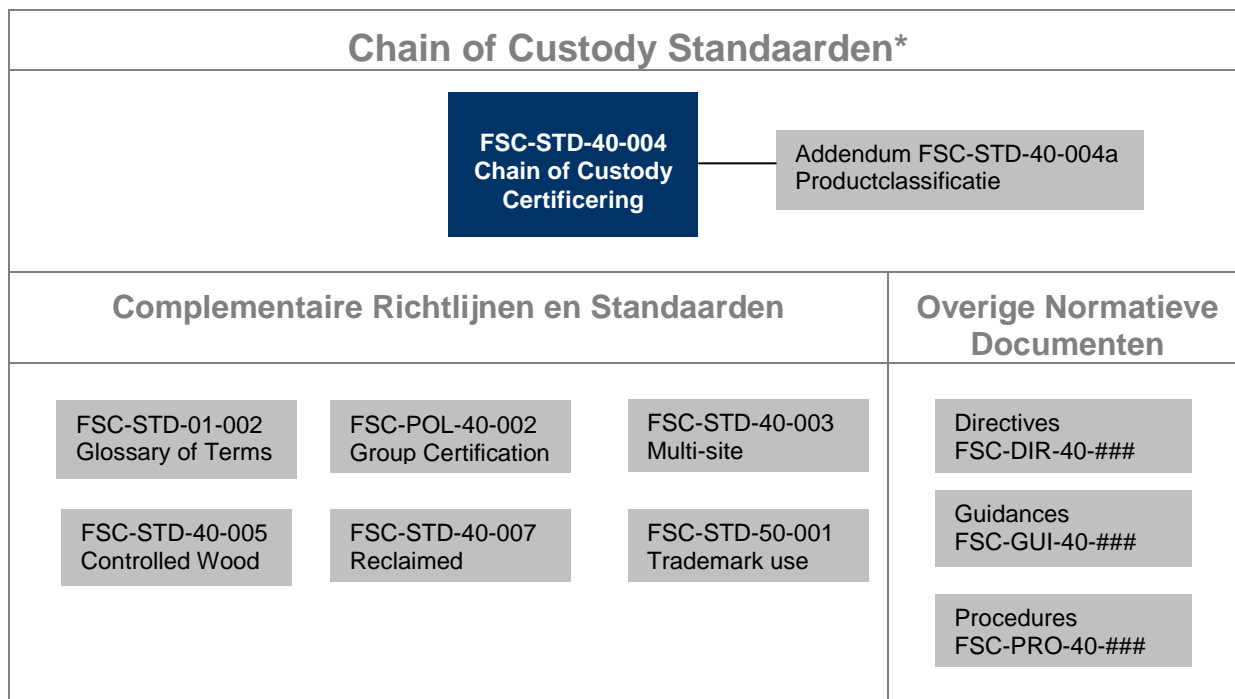 Chain of Custody Standaarden*
FSC-STD-40-004
Chain of Custody
Certificering
Addendum FSC-STD-40-004a
Productclassificatie
Complementaire Richtlijnen en Standaarden
Overige Normatieve
Documenten
FSC-STD-01-002
Glossary of Terms
FSC-POL-40-002
Group Certification
FSC-STD-40-003
Multi-site
FSC-STD-40-005
Controlled Wood
FSC-STD-40-007
Reclaimed
FSC-STD-50-001
Trademark use
Directives
FSC-DIR-40-###
Guidances
FSC-GUI-40-###
Procedures
FSC-PRO-40-###